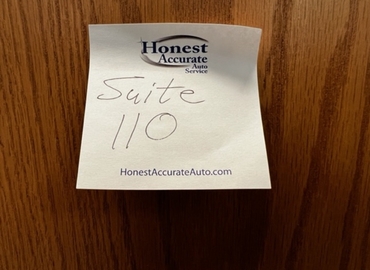 Honest
Accurate
Auto
Service
Suite
110
HonestAccurateAuto.com